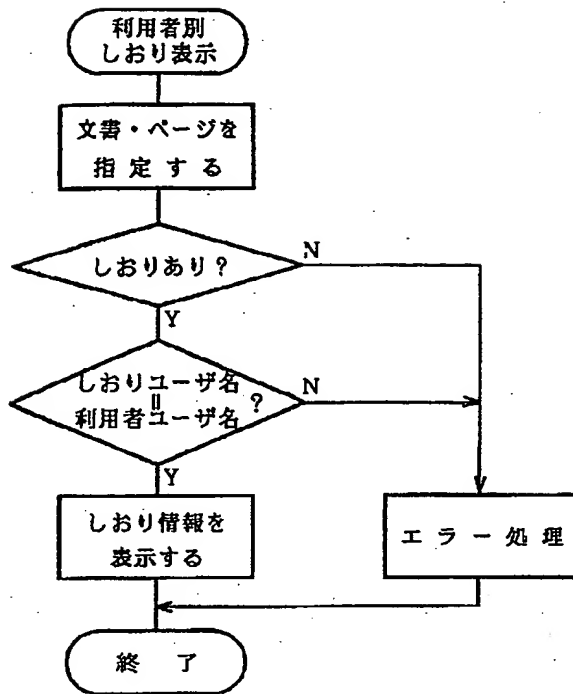 利用者別
しおり表示
文書・ページを
指定する
しおりあり？
N
Y
しおりユーザ名
॥
利用者ユーザ名
？
N
Y
しおり情報を
表示する
エラー処理
終了